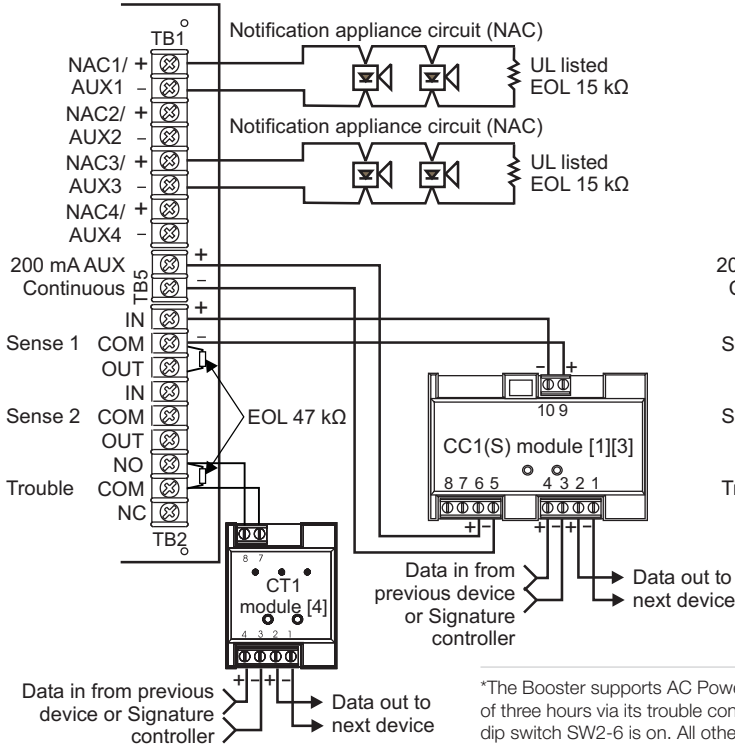 TB1
Notification appliance circuit (NAC)
NAC1/ +
AUX1 –
UL listed
EOL 15 kΩ
NAC2/ +
AUX2 –
Notification appliance circuit (NAC)
NAC3/ +
AUX3 –
UL listed
EOL 15 kΩ
NAC4/ +
AUX4 –
200 mA AUX
Continuous
TB5
+
–
+
–
IN
Sense 1 COM
OUT
IN
Sense 2 COM
OUT
NO
Trouble COM
NC
TB2
EOL 47 kΩ
– +
10 9
CC1(S) module [1][3]
8 7 6 5 4 3 2 1
+ – + – + –
Data in from
previous device
or Signature
controller
Data out to
next device
8 7
CT1
module [4]
4 3 2 1
+ – + –
Data in from previous
device or Signature
controller
Data out to
next device
20
C
S
S
Tr
*The Booster supports AC Powe
of three hours via its trouble con
dip switch SW2-6 is on. All othe